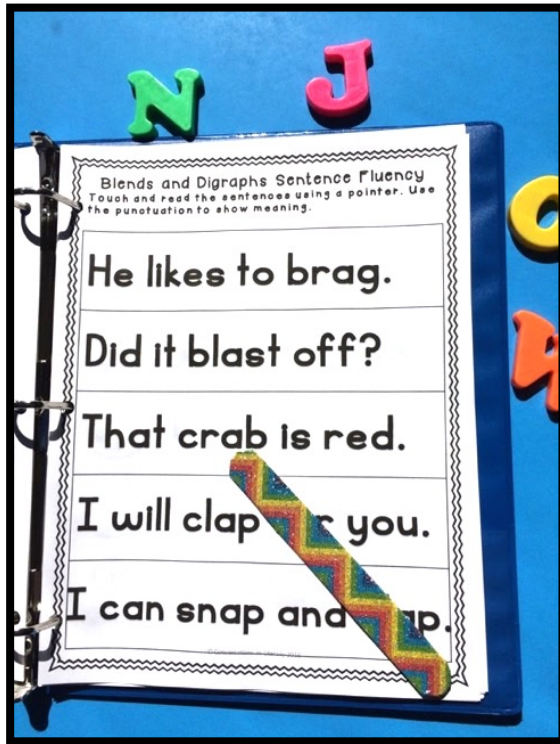 N J
Blends and Digraphs Sentence Fluency
Touch and read the sentences using a pointer. Use
the punctuation to show meaning.
O
He likes to brag.
Did it blast off?
That crab is red.
I will clap you.
I can snap and